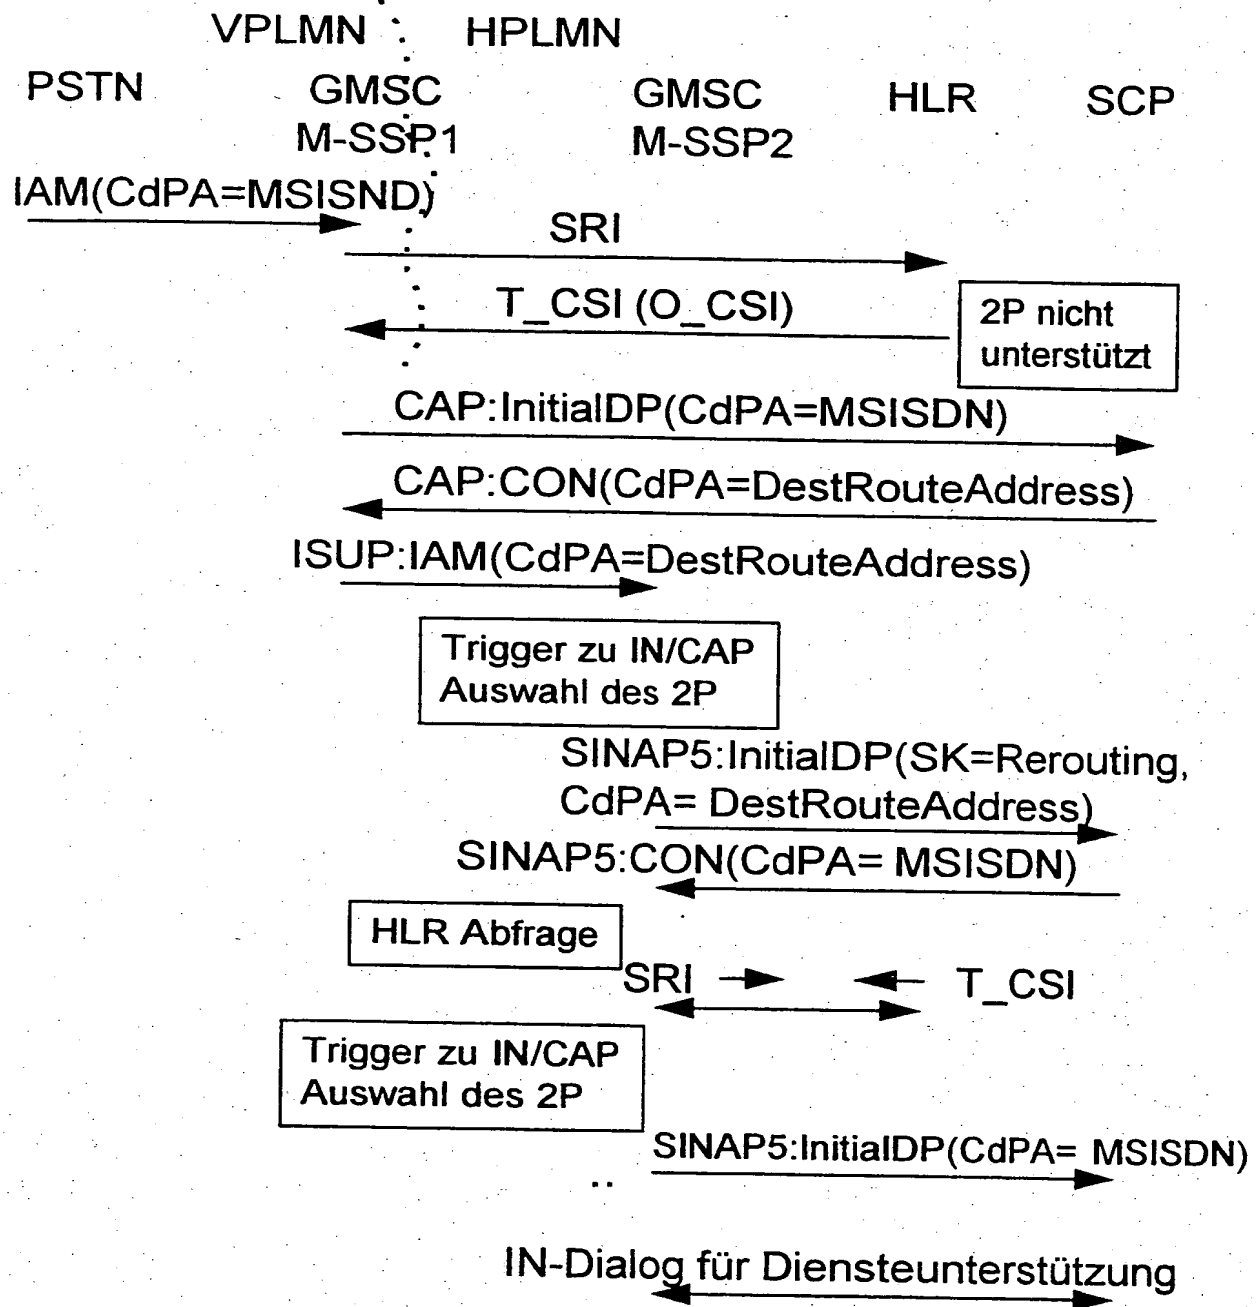 VPLMN HPLMN
PSTN GMSC GMSC HLR SCP
M-SSP1 M-SSP2
IAM(CdPA=MSISND)
SRI
T_CSI (O_CSI)
2P nicht
unterstützt
CAP:InitialDP(CdPA=MSISDN)
CAP:CON(CdPA=DestRouteAddress)
ISUP:IAM(CdPA=DestRouteAddress)
Trigger zu IN/CAP
Auswahl des 2P
SINAP5:InitialDP(SK=Rerouting,
CdPA= DestRouteAddress)
SINAP5:CON(CdPA= MSISDN)
HLR Abfrage
SRI T_CSI
Trigger zu IN/CAP
Auswahl des 2P
SINAP5:InitialDP(CdPA= MSISDN)
..
IN-Dialog für Diensteunterstützung